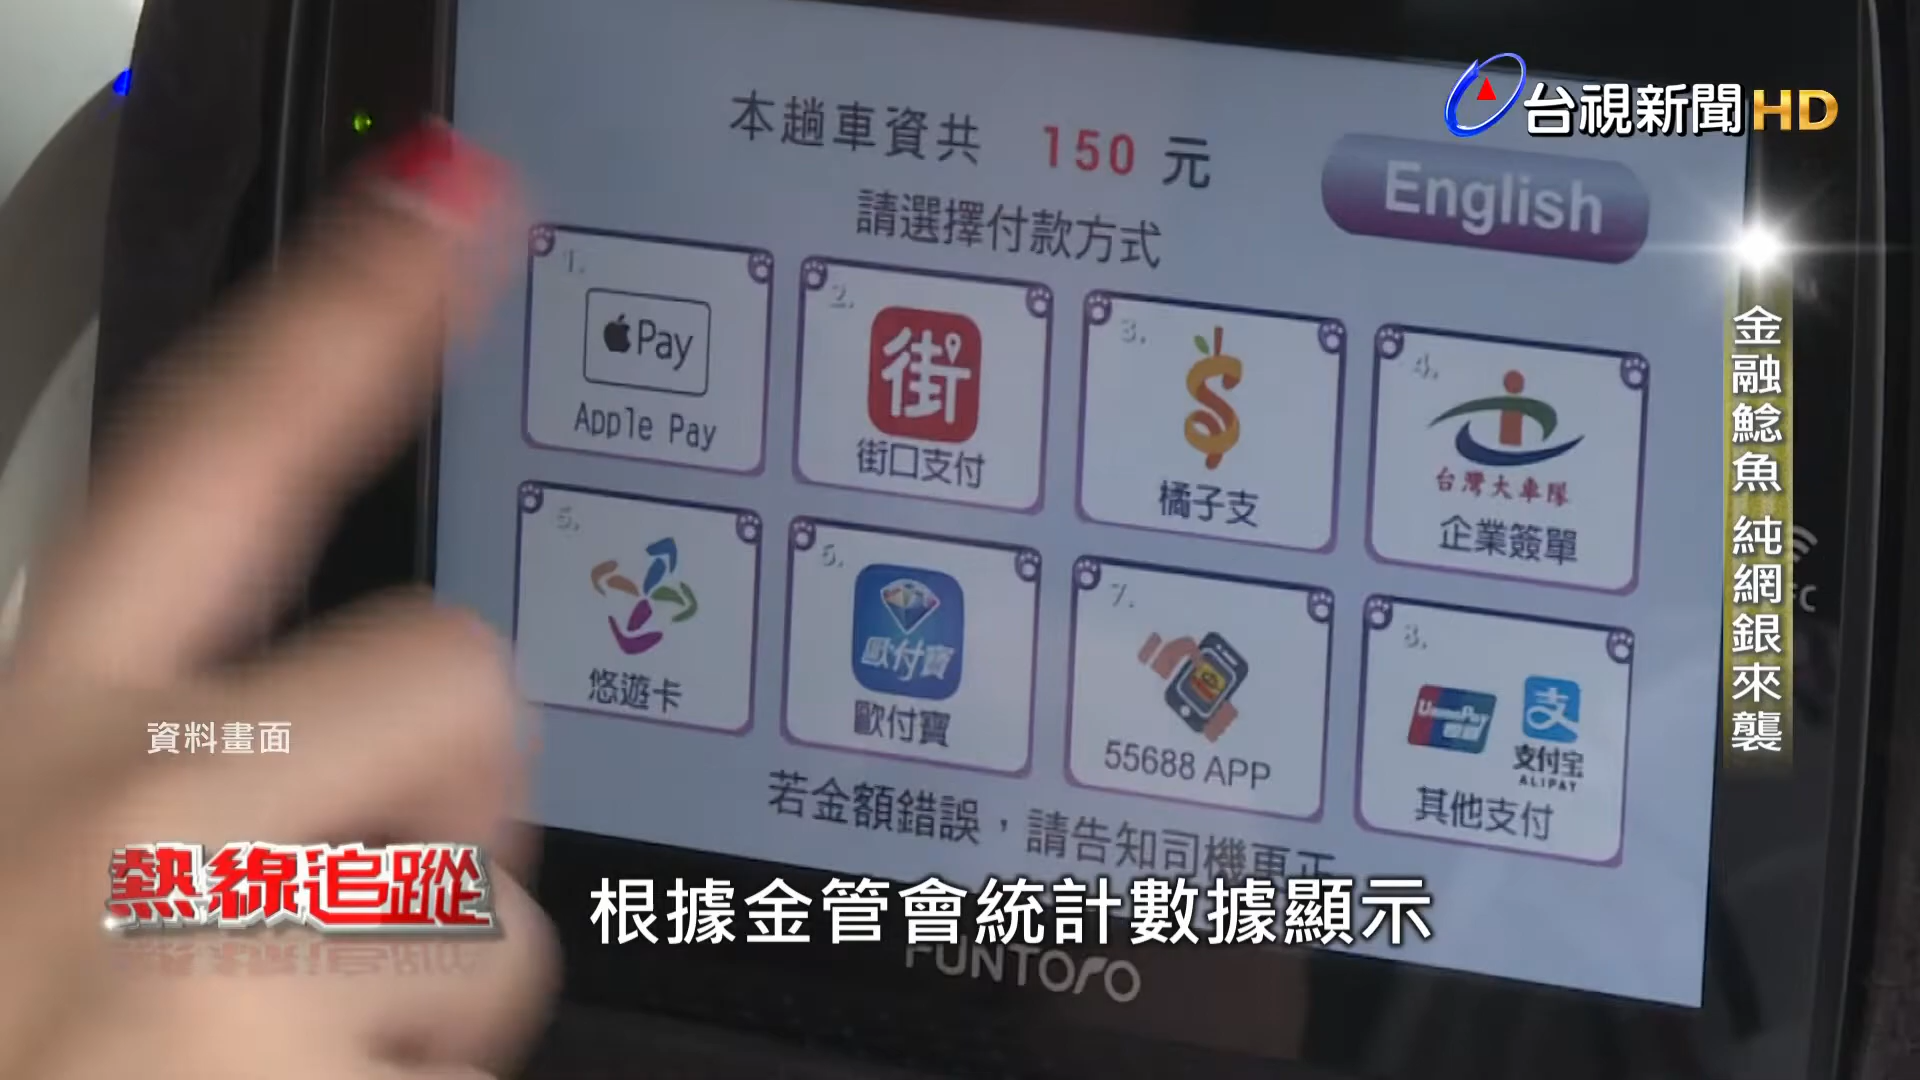 台視新聞HD
本趟車資共 150 元
English
請選擇付款方式
1.
Pay
Apple Pay
2.
街
街口支付
3.
橘子支
4.
台灣大車隊
企業簽單
5.
悠遊卡
6.
歐付寶
歐付寶
7.
55688 APP
8.
UnionPay
支
支付宝
ALIPAY
其他支付
若金額錯誤，請告知司機更正
FUNTORO
金融鯰魚 純網銀來襲
資料畫面
熱線追蹤
根據金管會統計數據顯示